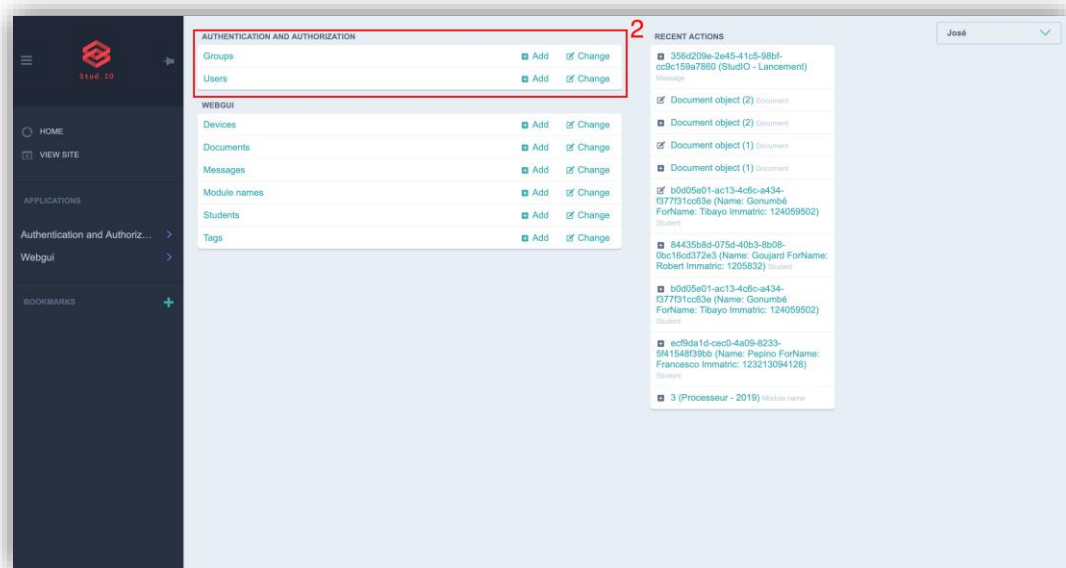 Stud.IO
HOME
VIEW SITE
APPLICATIONS
Authentication and Authoriz...
Webgui
BOOKMARKS
AUTHENTICATION AND AUTHORIZATION
2
Groups Add Change
Users Add Change
WEBGUI
Devices Add Change
Documents Add Change
Messages Add Change
Module names Add Change
Students Add Change
Tags Add Change
RECENT ACTIONS
356d209e-2e45-41c5-98bf-
cc9c159a7860 (StudIO - Lancement)
Message
Document object (2) Document
Document object (2) Document
Document object (1) Document
Document object (1) Document
b0d05e01-ac13-4c6c-a434-
f377f31cc63e (Name: Gonumbé
ForName: Tibayo Immatric: 124059502)
Student
84435b8d-075d-40b3-8b08-
0bc16cd372e3 (Name: Goujard ForName:
Robert Immatric: 1205832) Student
b0d05e01-ac13-4c6c-a434-
f377f31cc63e (Name: Gonumbé
ForName: Tibayo Immatric: 124059502)
Student
ecf9da1d-cec0-4a09-8233-
5f41548f39bb (Name: Pepino ForName:
Francesco Immatric: 123213094128)
Student
3 (Processeur - 2019) Module name
José